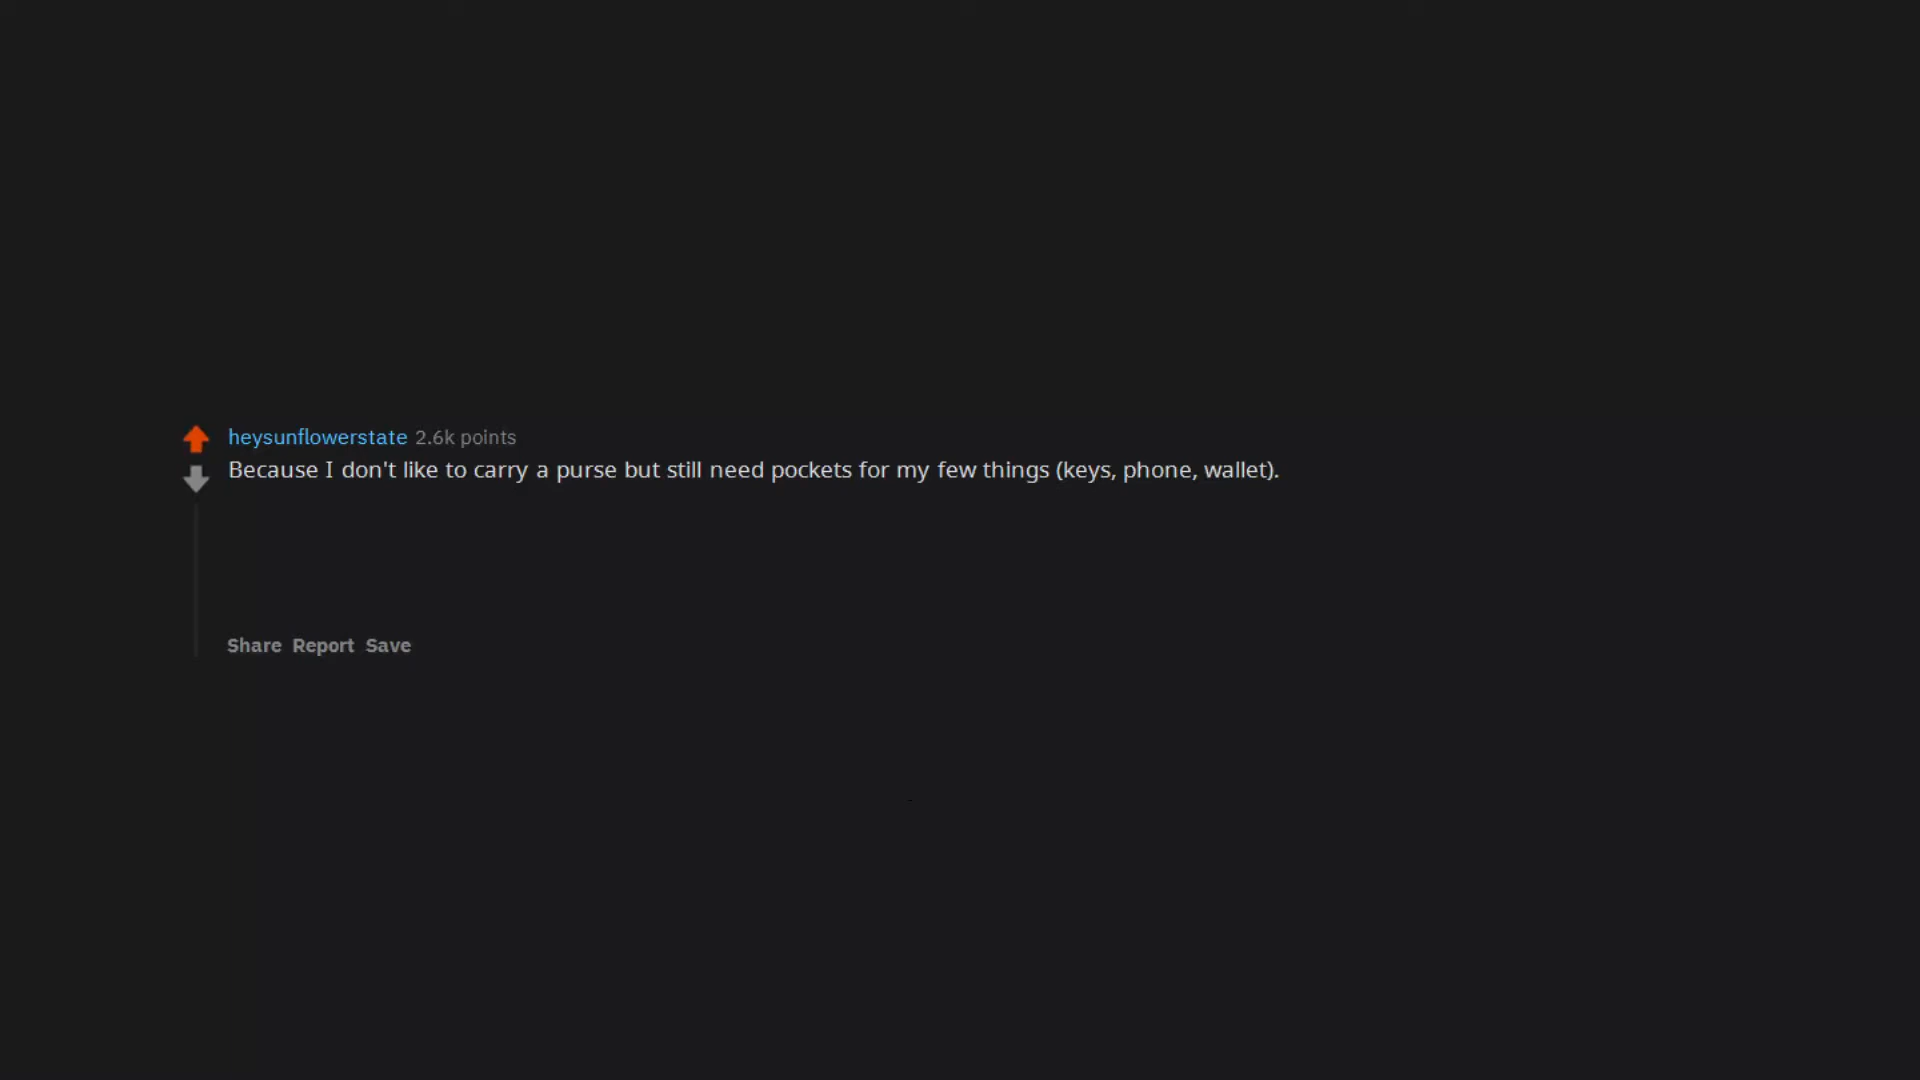 heysunflowerstate 2.6k points
Because I don't like to carry a purse but still need pockets for my few things (keys, phone, wallet).
Share Report Save